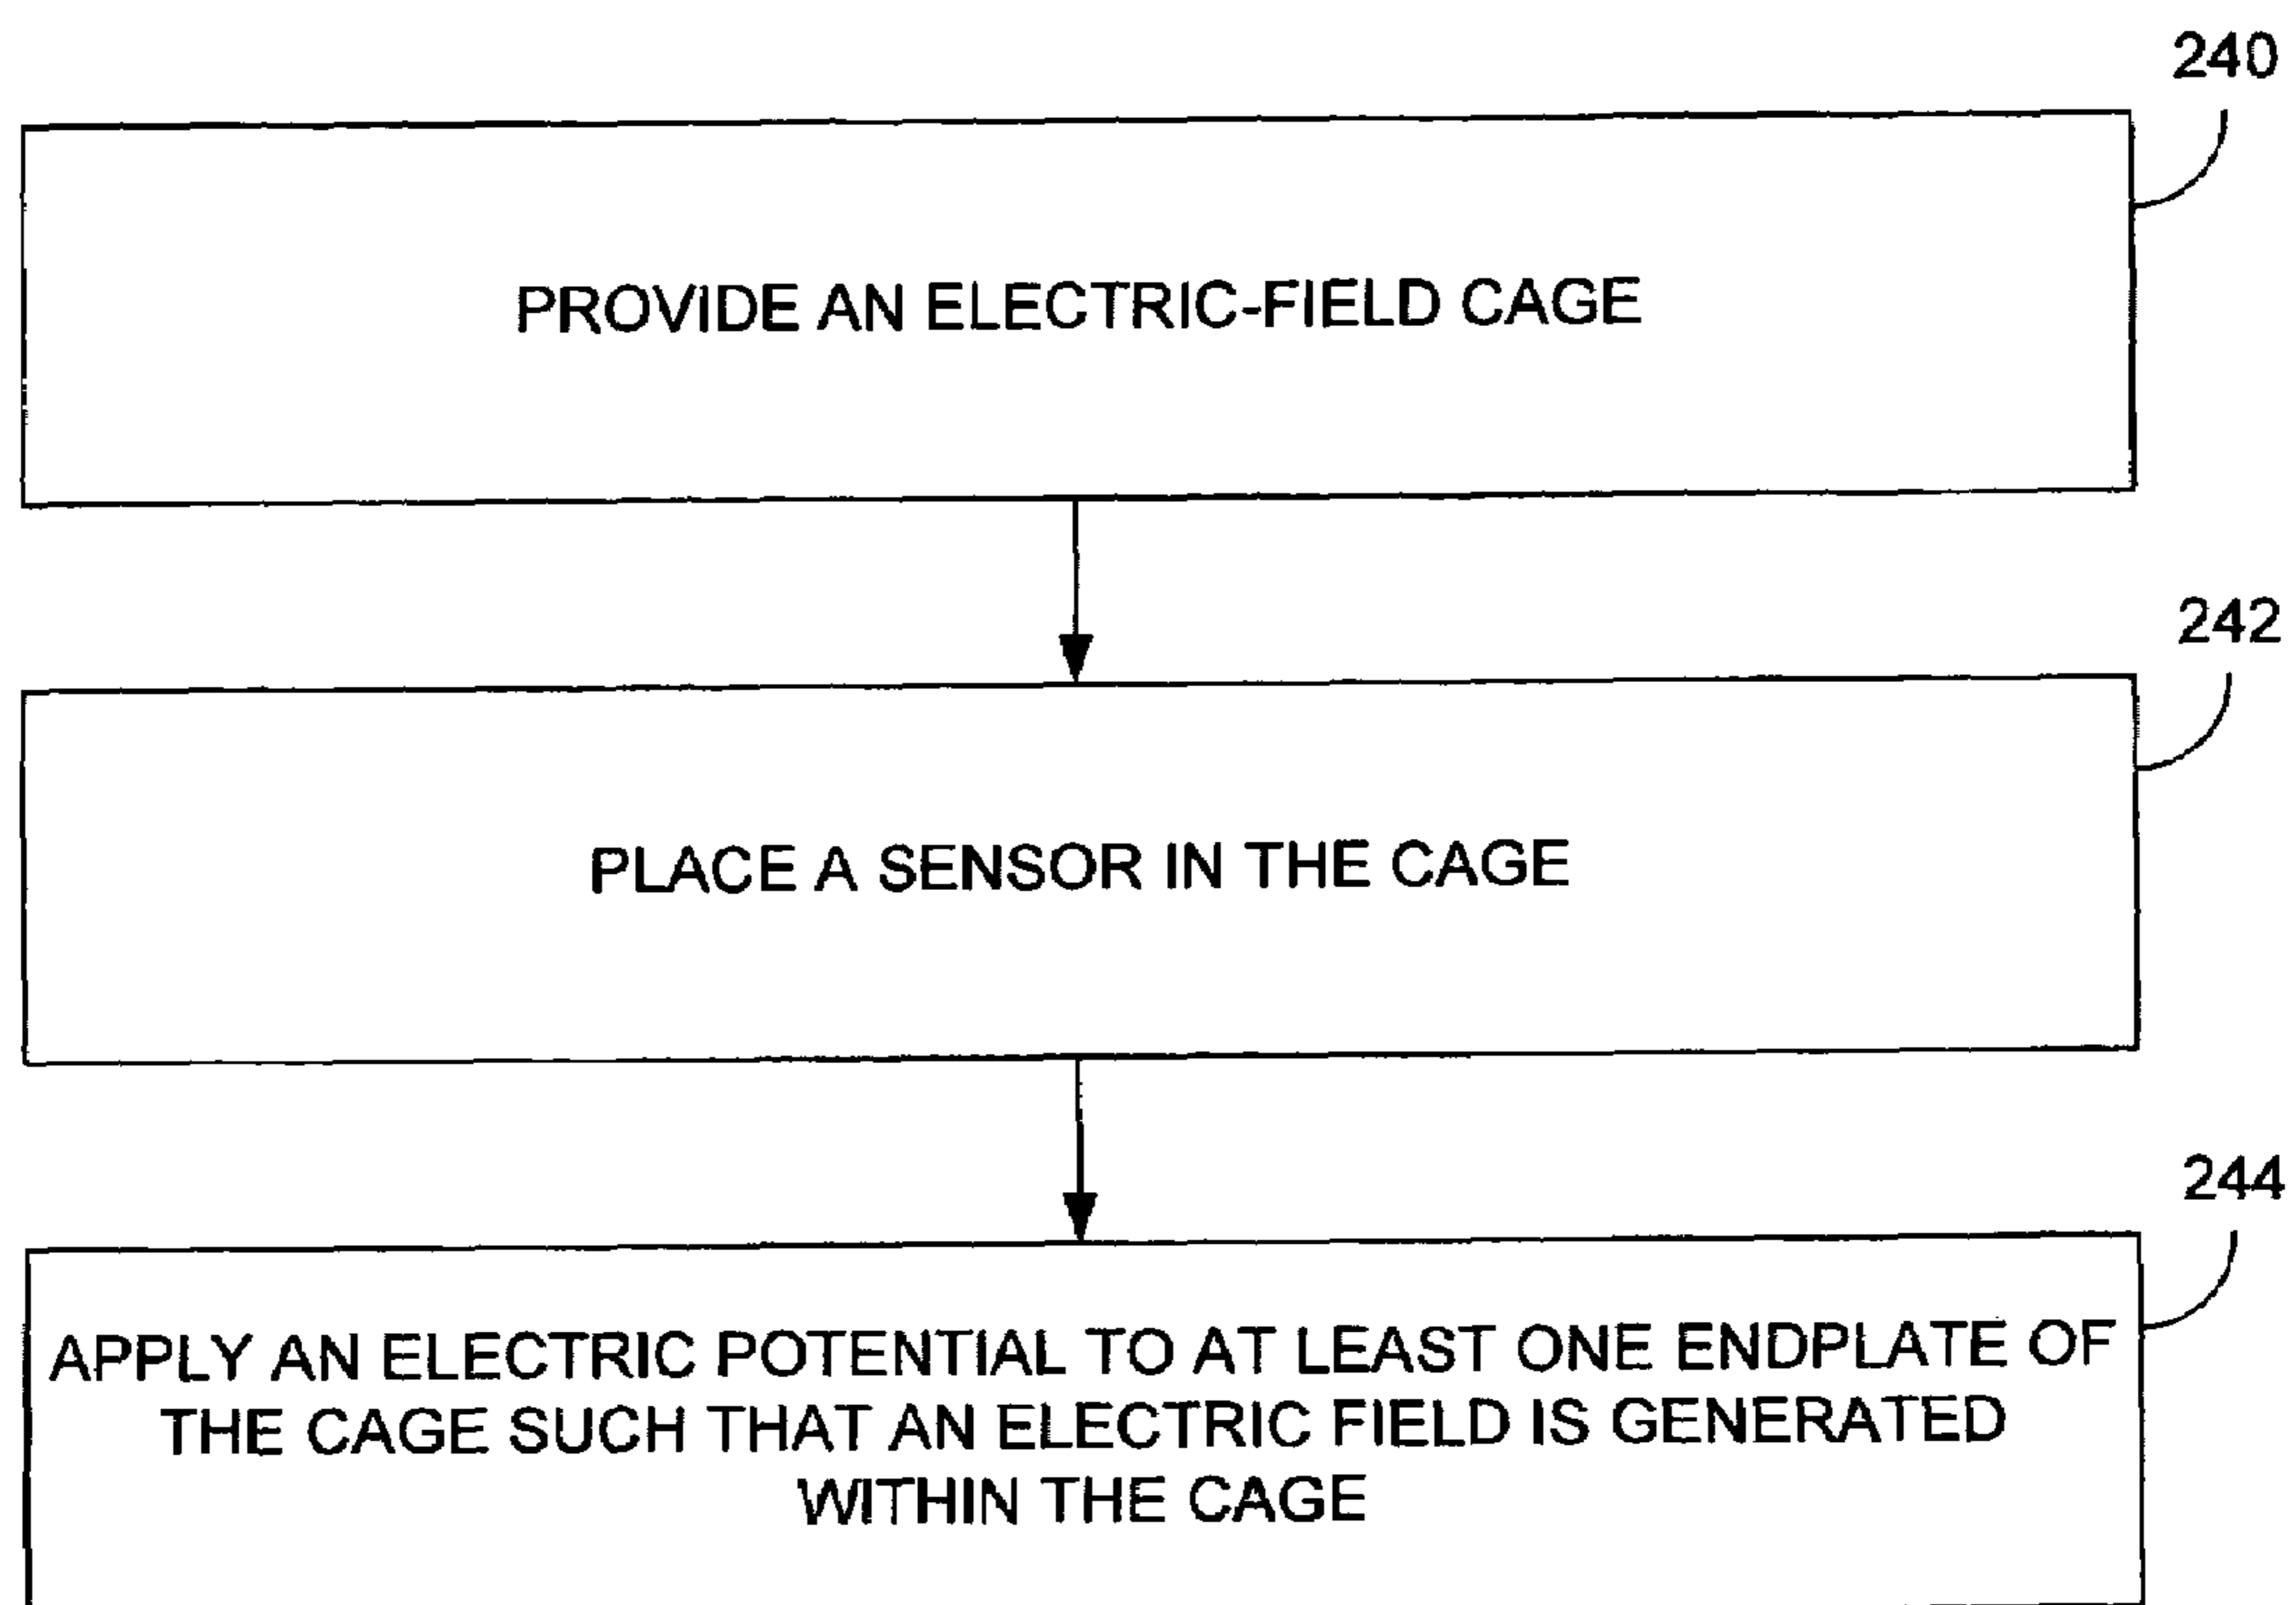 240
PROVIDE AN ELECTRIC-FIELD CAGE
242
PLACE A SENSOR IN THE CAGE
244
APPLY AN ELECTRIC POTENTIAL TO AT LEAST ONE ENDPLATE OF
THE CAGE SUCH THAT AN ELECTRIC FIELD IS GENERATED
WITHIN THE CAGE